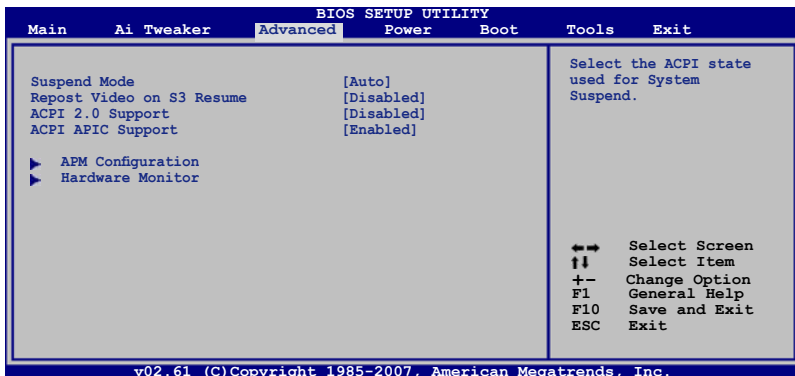 BIOS SETUP UTILITY
Main Ai Tweaker Advanced Power Boot Tools Exit
Suspend Mode [Auto]
Repost Video on S3 Resume [Disabled]
ACPI 2.0 Support [Disabled]
ACPI APIC Support [Enabled]
APM Configuration
Hardware Monitor
Select the ACPI state
used for System
Suspend.
Select Screen
Select Item
+- Change Option
F1 General Help
F10 Save and Exit
ESC Exit
v02.61 (C)Copyright 1985-2007, American Megatrends, Inc.